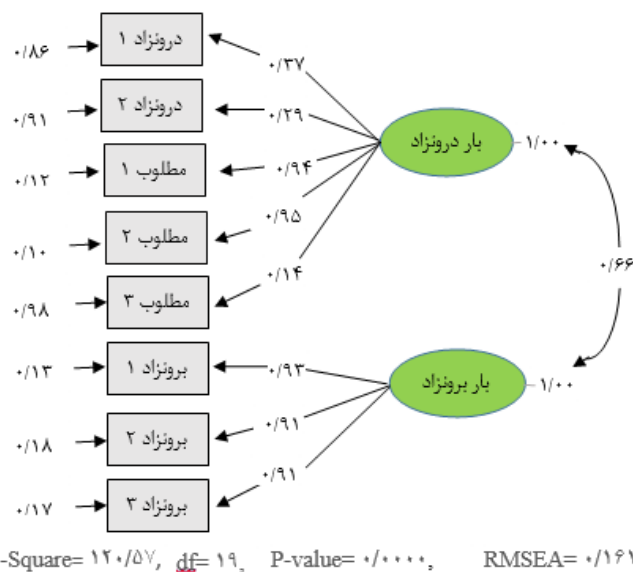 درونزاد ۱
۰/۸۶
۰/۳۷
درونزاد ۲
۰/۹۱
۰/۲۹
بار درونزاد
۱/۰۰
مطلوب ۱
۰/۱۲
۰/۹۴
مطلوب ۲
۰/۱۰
۰/۹۵
۰/۶۶
مطلوب ۳
۰/۹۸
۰/۱۴
برونزاد ۱
۰/۱۳
۰/۹۳
بار برونزاد
۱/۰۰
برونزاد ۲
۰/۱۸
۰/۹۱
برونزاد ۳
۰/۱۷
۰/۹۱
-Square= ۱۲۰/۵۷, df= ۱۹, P-value= ۰/۰۰۰۰, RMSEA= ۰/۱۶۱